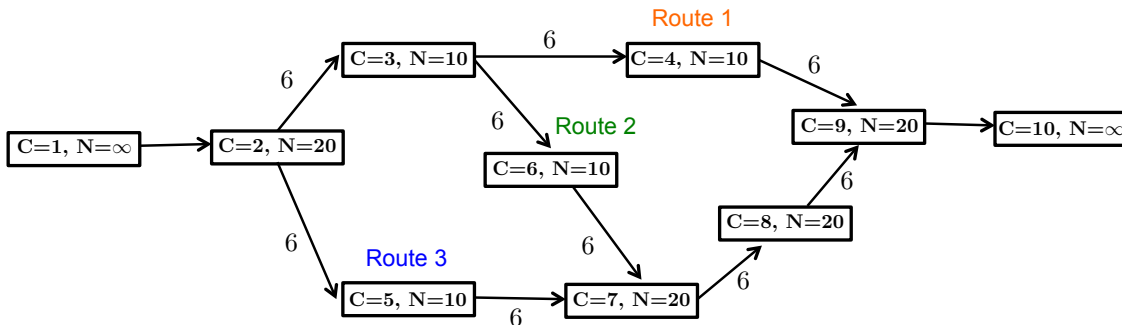 Route 1
6
C=3, N=10
C=4, N=10
6
6
6
Route 2
C=1, N=∞
C=2, N=20
C=9, N=20
C=10, N=∞
C=6, N=10
6
6
C=8, N=20
6
Route 3
6
C=5, N=10
C=7, N=20
6